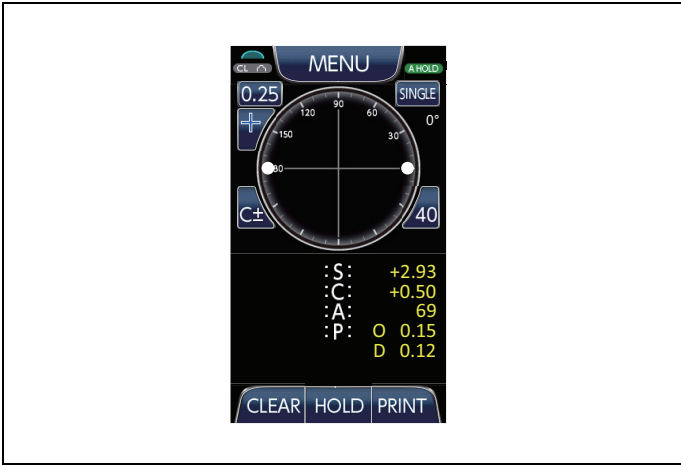 MENU
CL
A HOLD
0.25
SINGLE
90
120
60
0°
150
30
80
C±
40
:S: +2.93
:C: +0.50
:A: 69
:P: O 0.15
D 0.12
CLEAR HOLD PRINT